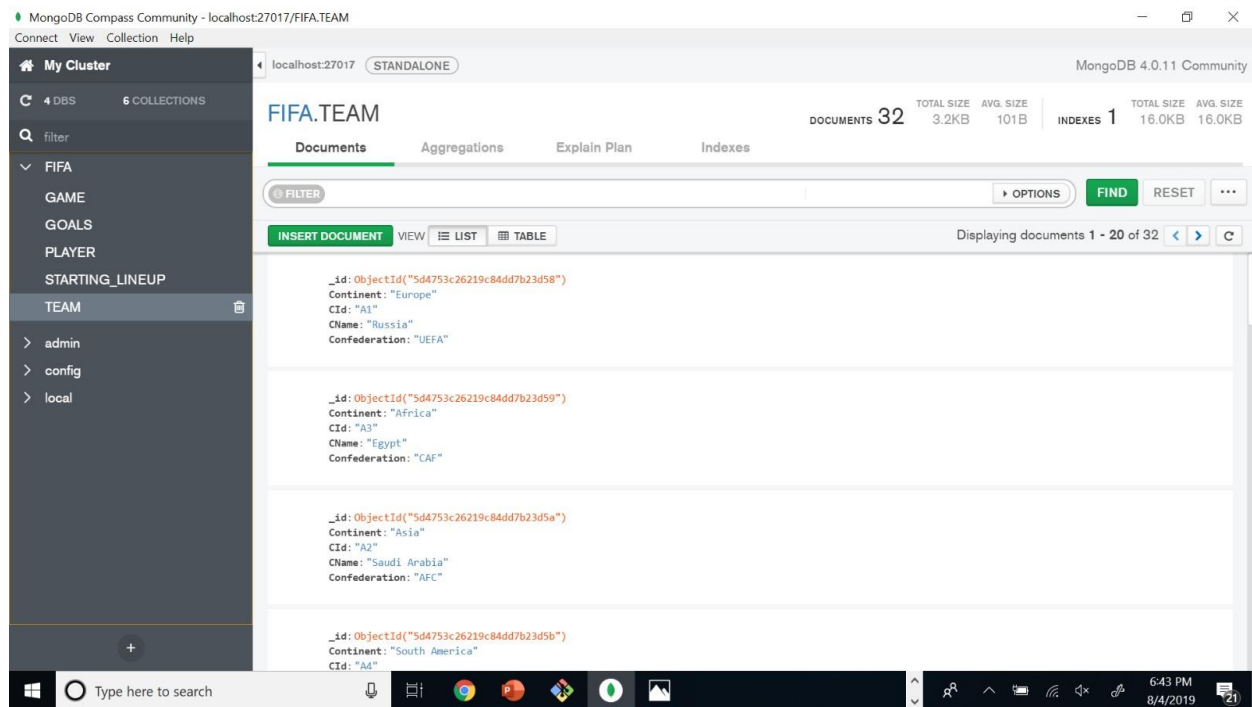 MongoDB Compass Community - localhost:27017/FIFA.TEAM
Connect View Collection Help
My Cluster
localhost:27017 STANDALONE
MongoDB 4.0.11 Community
4 DBS 6 COLLECTIONS
filter
FIFA
GAME
GOALS
PLAYER
STARTING_LINEUP
TEAM
admin
config
local
FIFA.TEAM
DOCUMENTS 32 TOTAL SIZE 3.2KB AVG. SIZE 101B INDEXES 1 TOTAL SIZE 16.0KB AVG. SIZE 16.0KB
Documents Aggregations Explain Plan Indexes
FILTER OPTIONS FIND RESET ...
INSERT DOCUMENT VIEW LIST TABLE Displaying documents 1 - 20 of 32 < > C
_id: ObjectId("5d4753c26219c84dd7b23d58")
Continent: "Europe"
CId: "A1"
CName: "Russia"
Confederation: "UEFA"
_id: ObjectId("5d4753c26219c84dd7b23d59")
Continent: "Africa"
CId: "A3"
CName: "Egypt"
Confederation: "CAF"
_id: ObjectId("5d4753c26219c84dd7b23d5a")
Continent: "Asia"
CId: "A2"
CName: "Saudi Arabia"
Confederation: "AFC"
_id: ObjectId("5d4753c26219c84dd7b23d5b")
Continent: "South America"
CId: "A4"
Type here to search
6:43 PM
8/4/2019
21